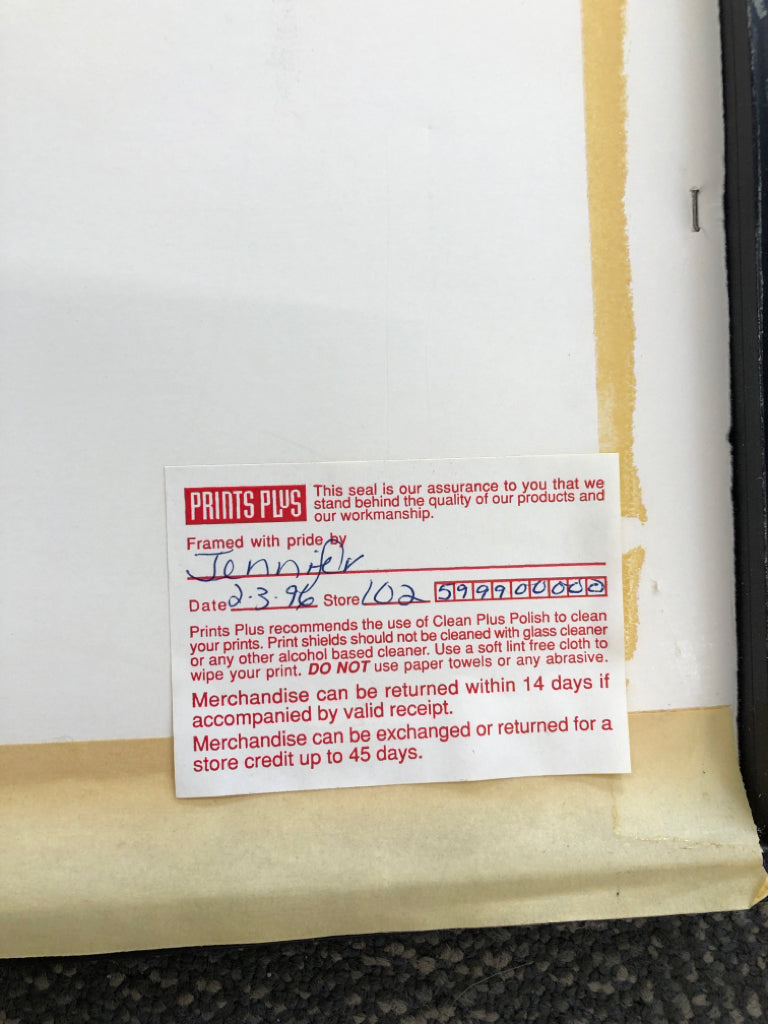 PRINTS PLUS
This seal is our assurance to you that we
stand behind the quality of our products and
our workmanship.
Framed with pride by
Jennifer
Date 2.3.96 Store 102 599900000
Prints Plus recommends the use of Clean Plus Polish to clean
your prints. Print shields should not be cleaned with glass cleaner
or any other alcohol based cleaner. Use a soft lint free cloth to
wipe your print. DO NOT use paper towels or any abrasive.
Merchandise can be returned within 14 days if
accompanied by valid receipt.
Merchandise can be exchanged or returned for a
store credit up to 45 days.